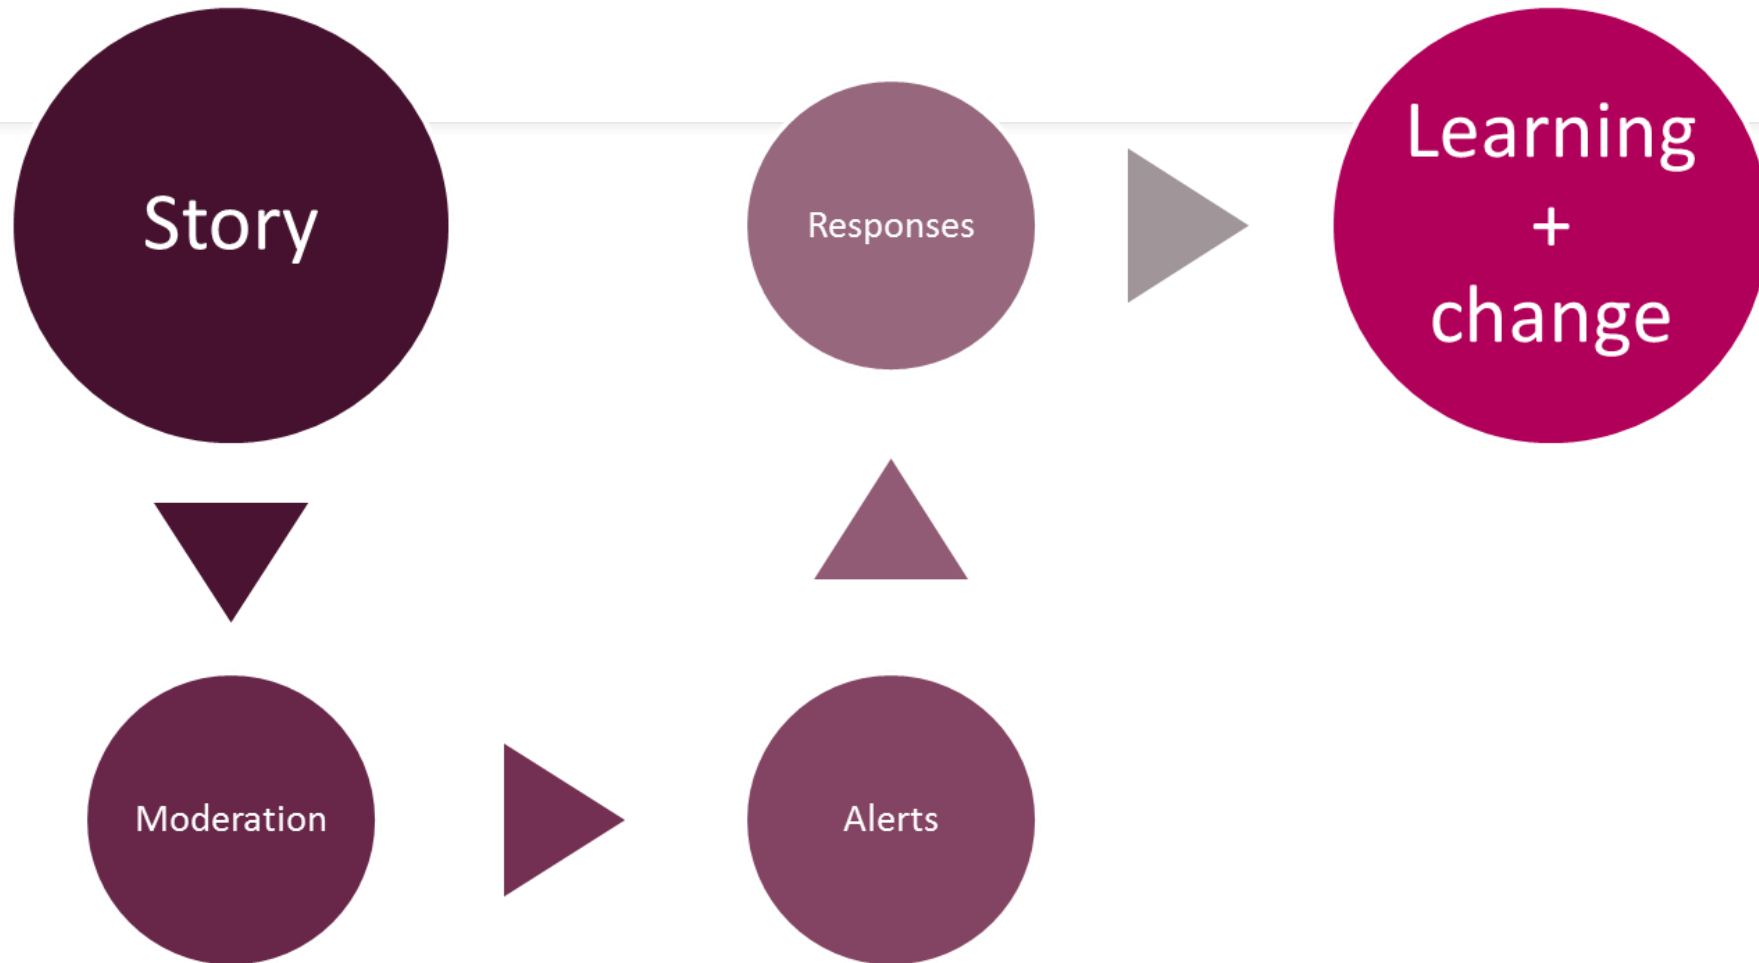 Story
Moderation
Alerts
Responses
Learning
+
change